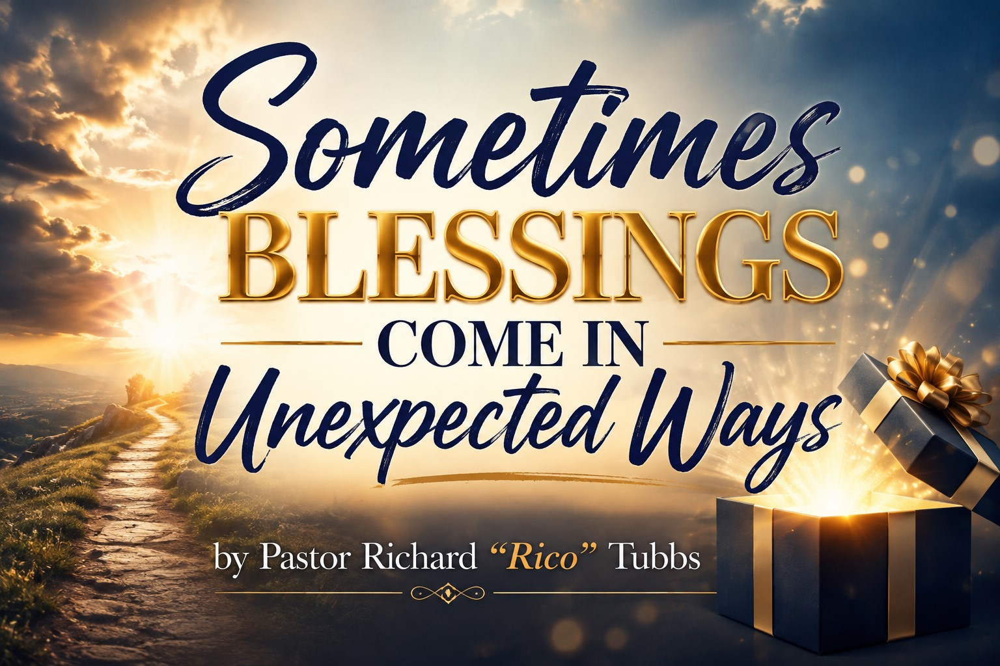 Sometimes
BLESSINGS
COME IN
Unexpected Ways
by Pastor Richard “Rico” Tubbs